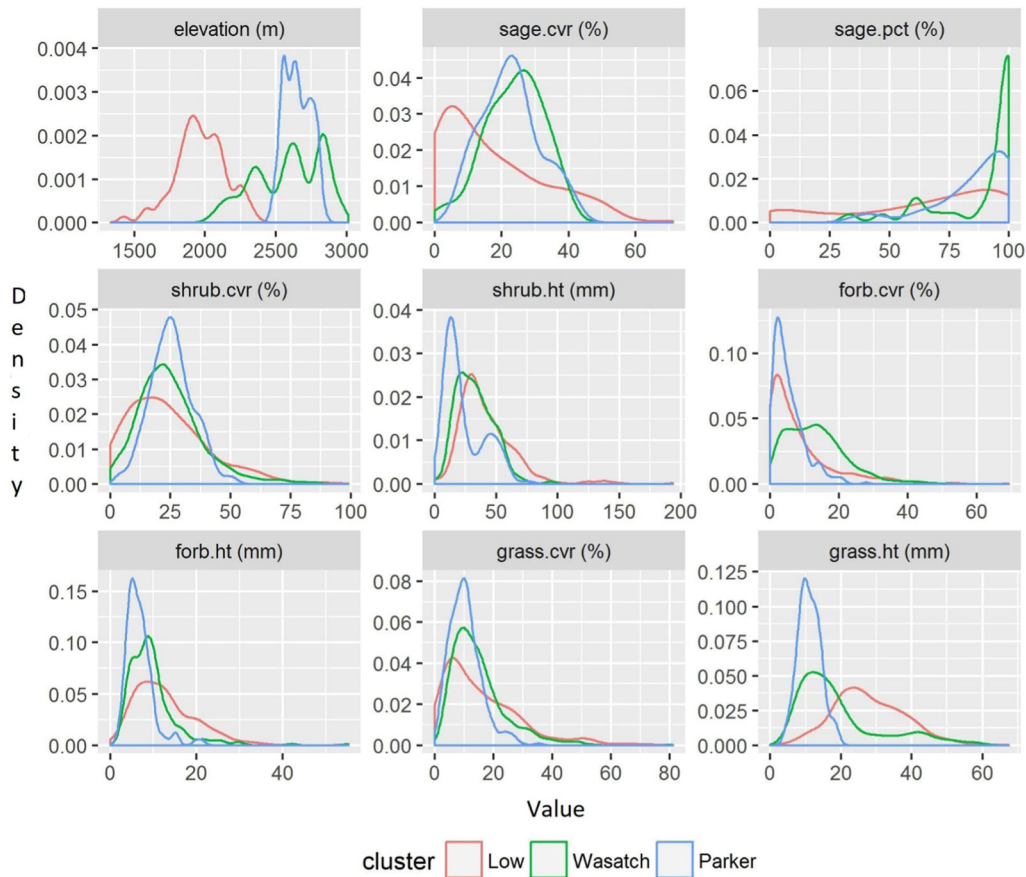 elevation (m)
sage.cvr (%)
sage.pct (%)
0.004
0.003
0.002
0.001
0.000
1500 2000 2500 3000
0.05
0.04
0.03
0.02
0.01
0.00
0 20 40 60
0.08
0.06
0.04
0.02
0.00
0 25 50 75 100
Density
shrub.cvr (%)
shrub.ht (mm)
forb.cvr (%)
0.05
0.04
0.03
0.02
0.01
0.00
0 25 50 75 100
0.04
0.03
0.02
0.01
0.00
0 50 100 150 200
0.10
0.05
0.00
0 20 40 60
forb.ht (mm)
grass.cvr (%)
grass.ht (mm)
0.15
0.10
0.05
0.00
0 20 40
0.08
0.06
0.04
0.02
0.00
0 20 40 60 80
0.125
0.100
0.075
0.050
0.025
0.000
0 20 40 60
Value
cluster Low Wasatch Parker